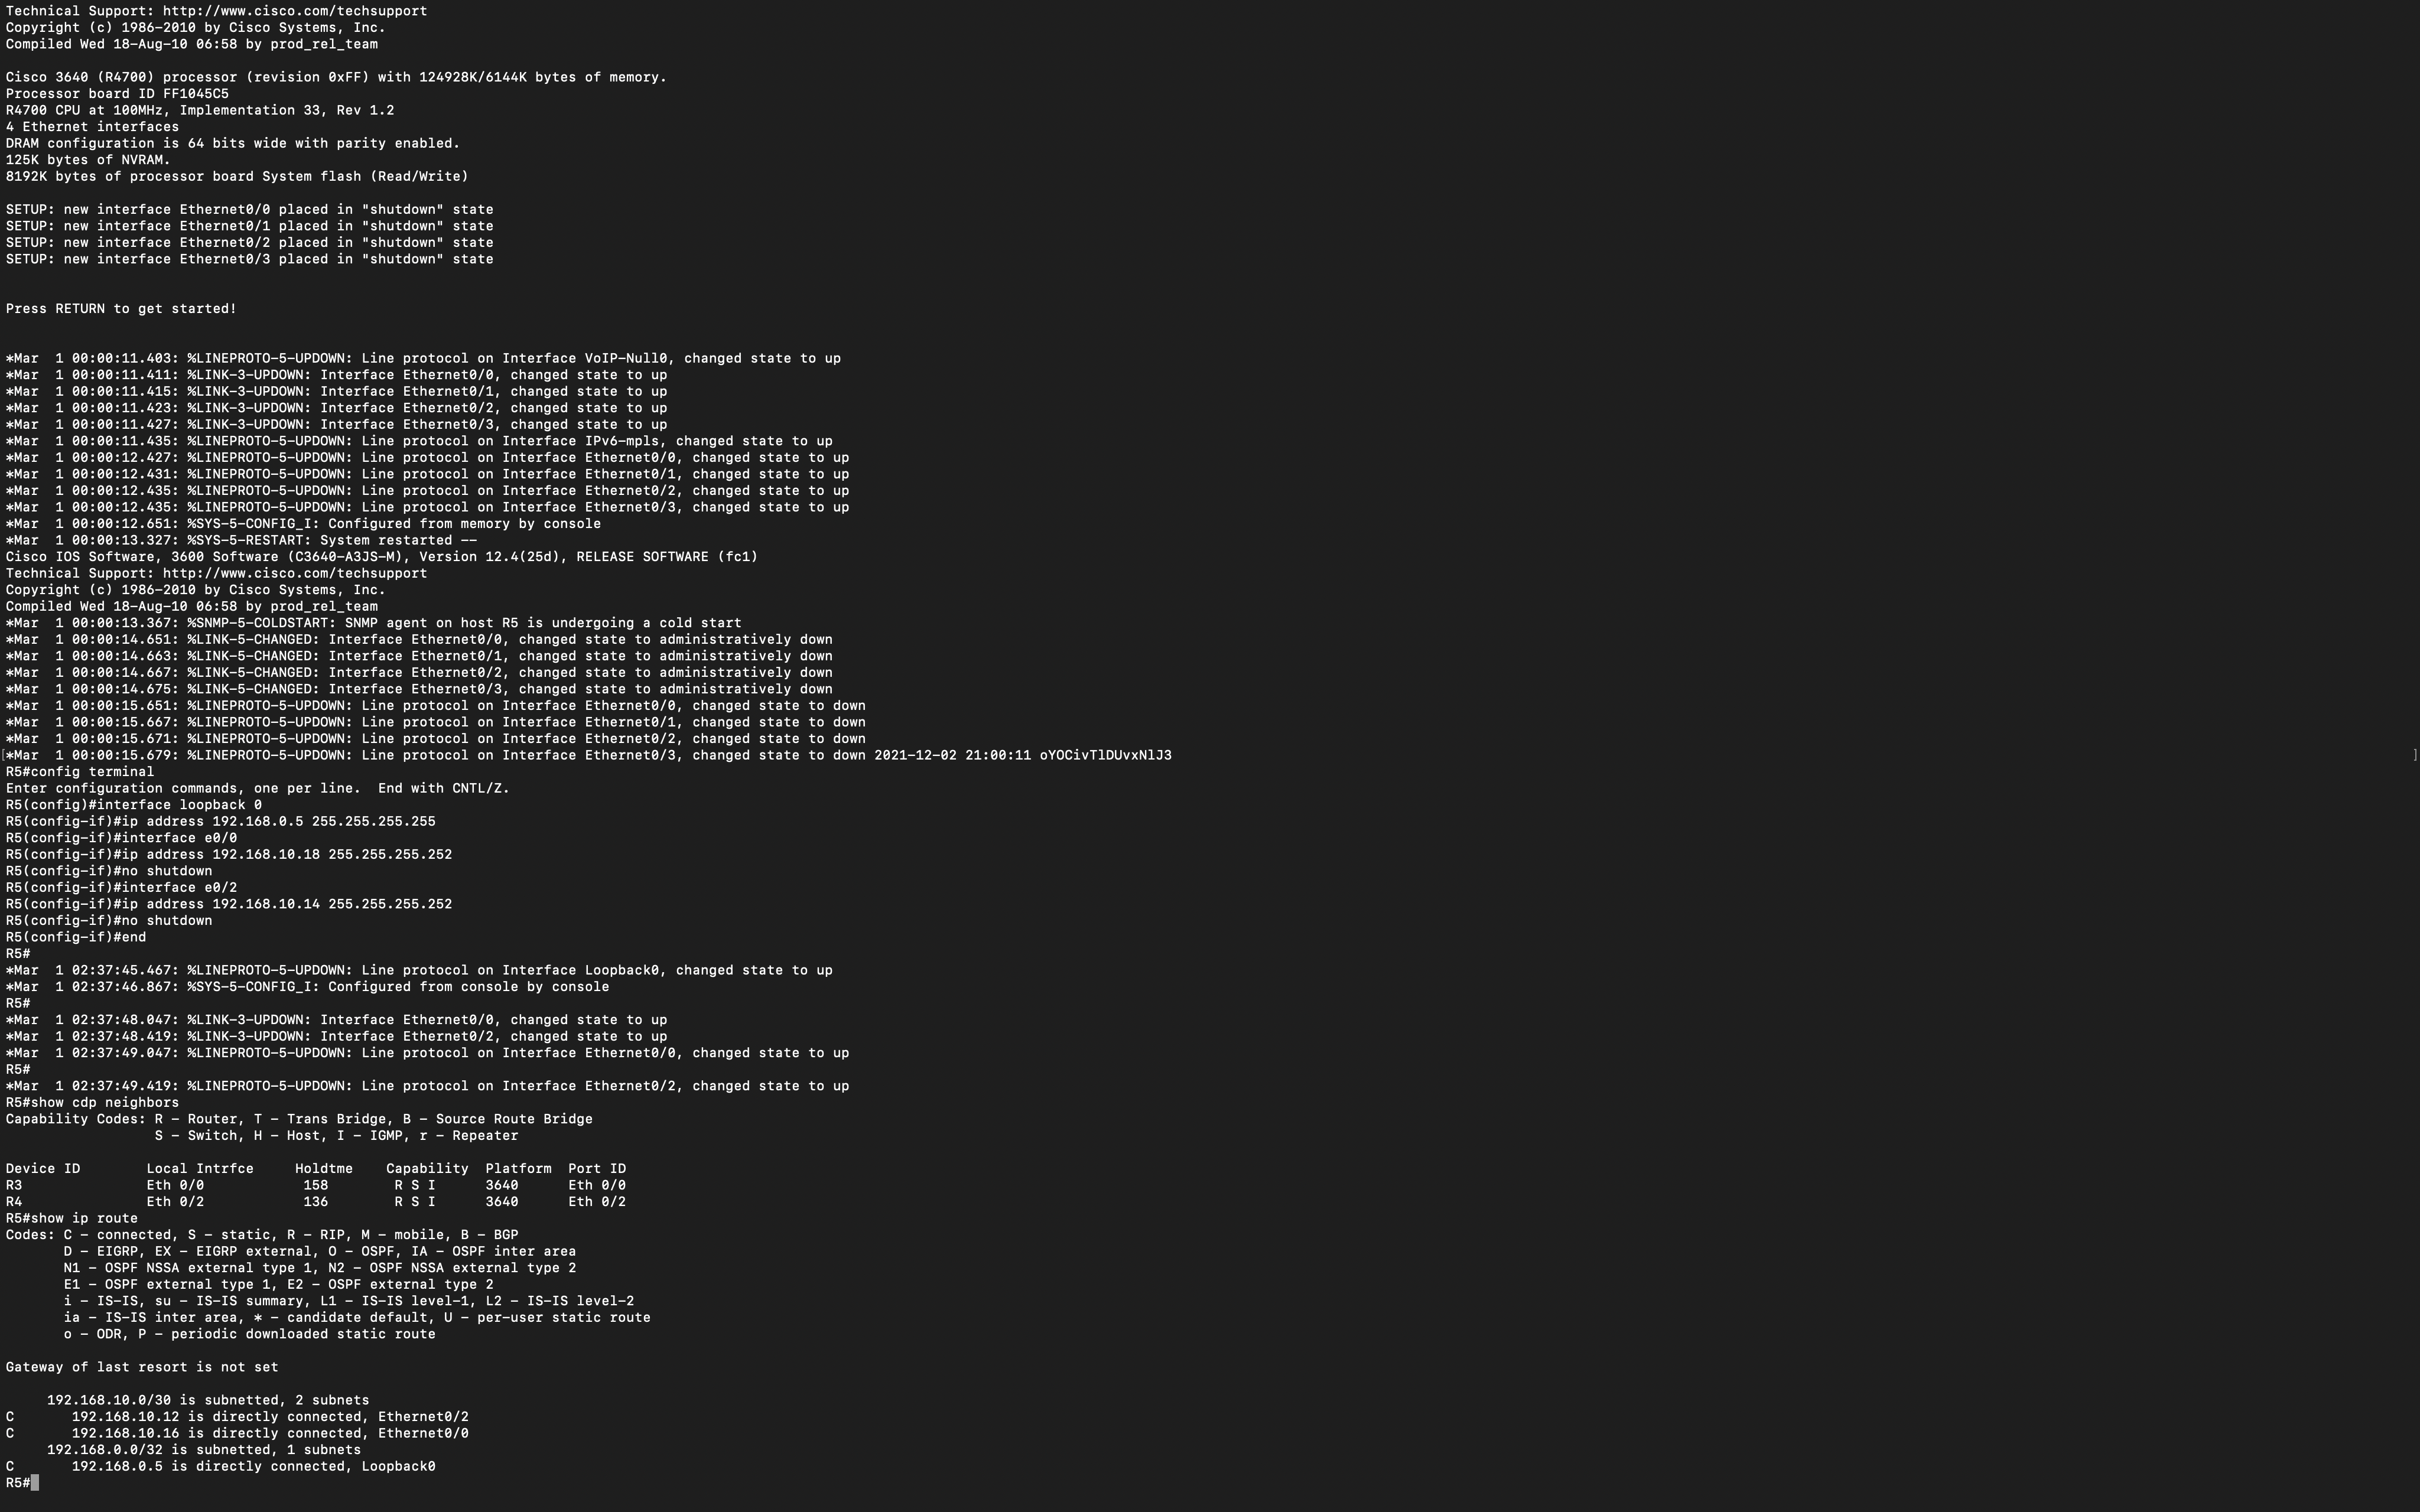 Technical Support: http://www.cisco.com/techsupport
Copyright (c) 1986-2010 by Cisco Systems, Inc.
Compiled Wed 18-Aug-10 06:58 by prod_rel_team

Cisco 3640 (R4700) processor (revision 0xFF) with 124928K/6144K bytes of memory.
Processor board ID FF1045C5
R4700 CPU at 100MHz, Implementation 33, Rev 1.2
4 Ethernet interfaces
DRAM configuration is 64 bits wide with parity enabled.
125K bytes of NVRAM.
8192K bytes of processor board System flash (Read/Write)

SETUP: new interface Ethernet0/0 placed in "shutdown" state
SETUP: new interface Ethernet0/1 placed in "shutdown" state
SETUP: new interface Ethernet0/2 placed in "shutdown" state
SETUP: new interface Ethernet0/3 placed in "shutdown" state

Press RETURN to get started!

*Mar  1 00:00:11.403: %LINEPROTO-5-UPDOWN: Line protocol on Interface VoIP-Null0, changed state to up
*Mar  1 00:00:11.411: %LINK-3-UPDOWN: Interface Ethernet0/0, changed state to up
*Mar  1 00:00:11.415: %LINK-3-UPDOWN: Interface Ethernet0/1, changed state to up
*Mar  1 00:00:11.423: %LINK-3-UPDOWN: Interface Ethernet0/2, changed state to up
*Mar  1 00:00:11.427: %LINK-3-UPDOWN: Interface Ethernet0/3, changed state to up
*Mar  1 00:00:11.435: %LINEPROTO-5-UPDOWN: Line protocol on Interface IPv6-mpls, changed state to up
*Mar  1 00:00:12.427: %LINEPROTO-5-UPDOWN: Line protocol on Interface Ethernet0/0, changed state to up
*Mar  1 00:00:12.431: %LINEPROTO-5-UPDOWN: Line protocol on Interface Ethernet0/1, changed state to up
*Mar  1 00:00:12.435: %LINEPROTO-5-UPDOWN: Line protocol on Interface Ethernet0/2, changed state to up
*Mar  1 00:00:12.435: %LINEPROTO-5-UPDOWN: Line protocol on Interface Ethernet0/3, changed state to up
*Mar  1 00:00:12.651: %SYS-5-CONFIG_I: Configured from memory by console
*Mar  1 00:00:13.327: %SYS-5-RESTART: System restarted --
Cisco IOS Software, 3600 Software (C3640-A3JS-M), Version 12.4(25d), RELEASE SOFTWARE (fc1)
Technical Support: http://www.cisco.com/techsupport
Copyright (c) 1986-2010 by Cisco Systems, Inc.
Compiled Wed 18-Aug-10 06:58 by prod_rel_team
*Mar  1 00:00:13.367: %SNMP-5-COLDSTART: SNMP agent on host R5 is undergoing a cold start
*Mar  1 00:00:14.651: %LINK-5-CHANGED: Interface Ethernet0/0, changed state to administratively down
*Mar  1 00:00:14.663: %LINK-5-CHANGED: Interface Ethernet0/1, changed state to administratively down
*Mar  1 00:00:14.667: %LINK-5-CHANGED: Interface Ethernet0/2, changed state to administratively down
*Mar  1 00:00:14.675: %LINK-5-CHANGED: Interface Ethernet0/3, changed state to administratively down
*Mar  1 00:00:15.651: %LINEPROTO-5-UPDOWN: Line protocol on Interface Ethernet0/0, changed state to down
*Mar  1 00:00:15.667: %LINEPROTO-5-UPDOWN: Line protocol on Interface Ethernet0/1, changed state to down
*Mar  1 00:00:15.671: %LINEPROTO-5-UPDOWN: Line protocol on Interface Ethernet0/2, changed state to down
[*Mar  1 00:00:15.679: %LINEPROTO-5-UPDOWN: Line protocol on Interface Ethernet0/3, changed state to down 2021-12-02 21:00:11 oYOCivTlDUvxNlJ3 ]
R5#config terminal
Enter configuration commands, one per line.  End with CNTL/Z.
R5(config)#interface loopback 0
R5(config-if)#ip address 192.168.0.5 255.255.255.255
R5(config-if)#interface e0/0
R5(config-if)#ip address 192.168.10.18 255.255.255.252
R5(config-if)#no shutdown
R5(config-if)#interface e0/2
R5(config-if)#ip address 192.168.10.14 255.255.255.252
R5(config-if)#no shutdown
R5(config-if)#end
R5#
*Mar  1 02:37:45.467: %LINEPROTO-5-UPDOWN: Line protocol on Interface Loopback0, changed state to up
*Mar  1 02:37:46.867: %SYS-5-CONFIG_I: Configured from console by console
R5#
*Mar  1 02:37:48.047: %LINK-3-UPDOWN: Interface Ethernet0/0, changed state to up
*Mar  1 02:37:48.419: %LINK-3-UPDOWN: Interface Ethernet0/2, changed state to up
*Mar  1 02:37:49.047: %LINEPROTO-5-UPDOWN: Line protocol on Interface Ethernet0/0, changed state to up
R5#
*Mar  1 02:37:49.419: %LINEPROTO-5-UPDOWN: Line protocol on Interface Ethernet0/2, changed state to up
R5#show cdp neighbors
Capability Codes: R - Router, T - Trans Bridge, B - Source Route Bridge
                  S - Switch, H - Host, I - IGMP, r - Repeater

Device ID        Local Intrfce     Holdtme    Capability  Platform  Port ID
R3               Eth 0/0            158        R S I      3640      Eth 0/0
R4               Eth 0/2            136        R S I      3640      Eth 0/2
R5#show ip route
Codes: C - connected, S - static, R - RIP, M - mobile, B - BGP
       D - EIGRP, EX - EIGRP external, O - OSPF, IA - OSPF inter area
       N1 - OSPF NSSA external type 1, N2 - OSPF NSSA external type 2
       E1 - OSPF external type 1, E2 - OSPF external type 2
       i - IS-IS, su - IS-IS summary, L1 - IS-IS level-1, L2 - IS-IS level-2
       ia - IS-IS inter area, * - candidate default, U - per-user static route
       o - ODR, P - periodic downloaded static route

Gateway of last resort is not set

     192.168.10.0/30 is subnetted, 2 subnets
C       192.168.10.12 is directly connected, Ethernet0/2
C       192.168.10.16 is directly connected, Ethernet0/0
     192.168.0.0/32 is subnetted, 1 subnets
C       192.168.0.5 is directly connected, Loopback0
R5#